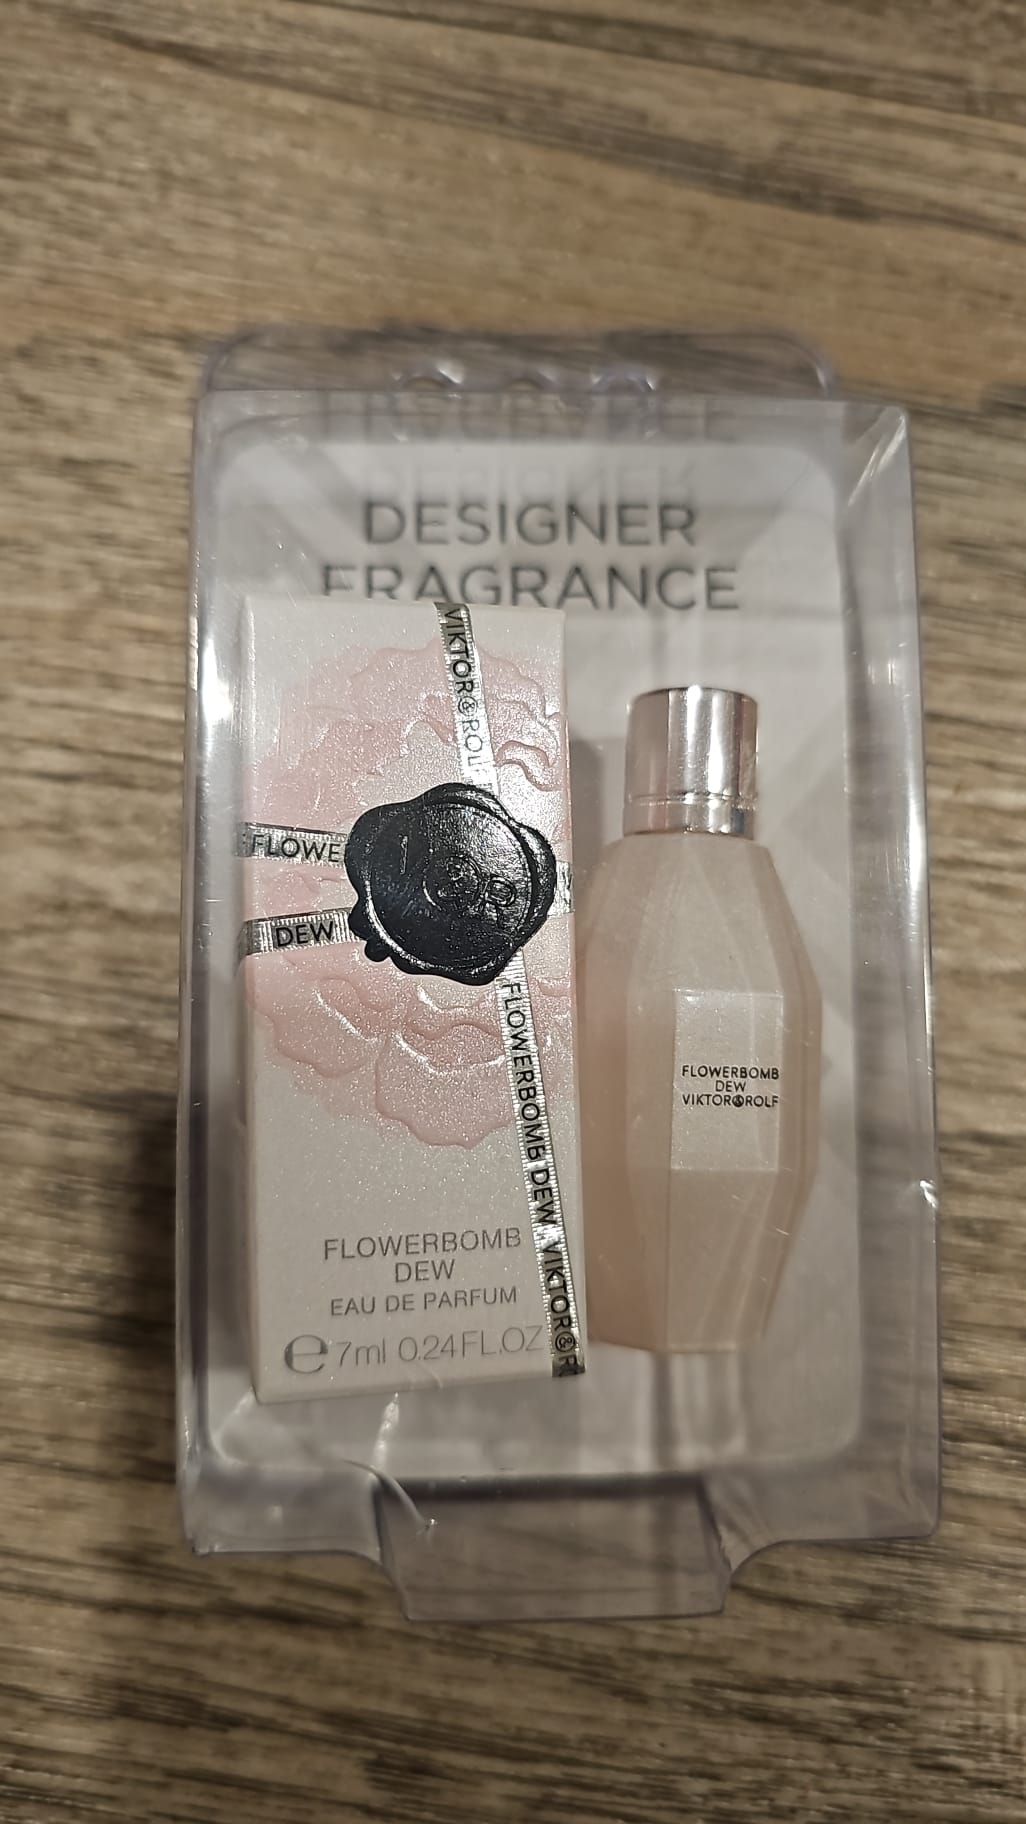 DESIGNER
FRAGRANCE
VIKTOR&ROLF
FLOWE
DEW
FLOWERBOMB DEW VIKTOR&R
FLOWERBOMB
DEW
EAU DE PARFUM
℮ 7ml 0.24FL.OZ
FLOWERBOMB
DEW
VIKTOR&ROLF